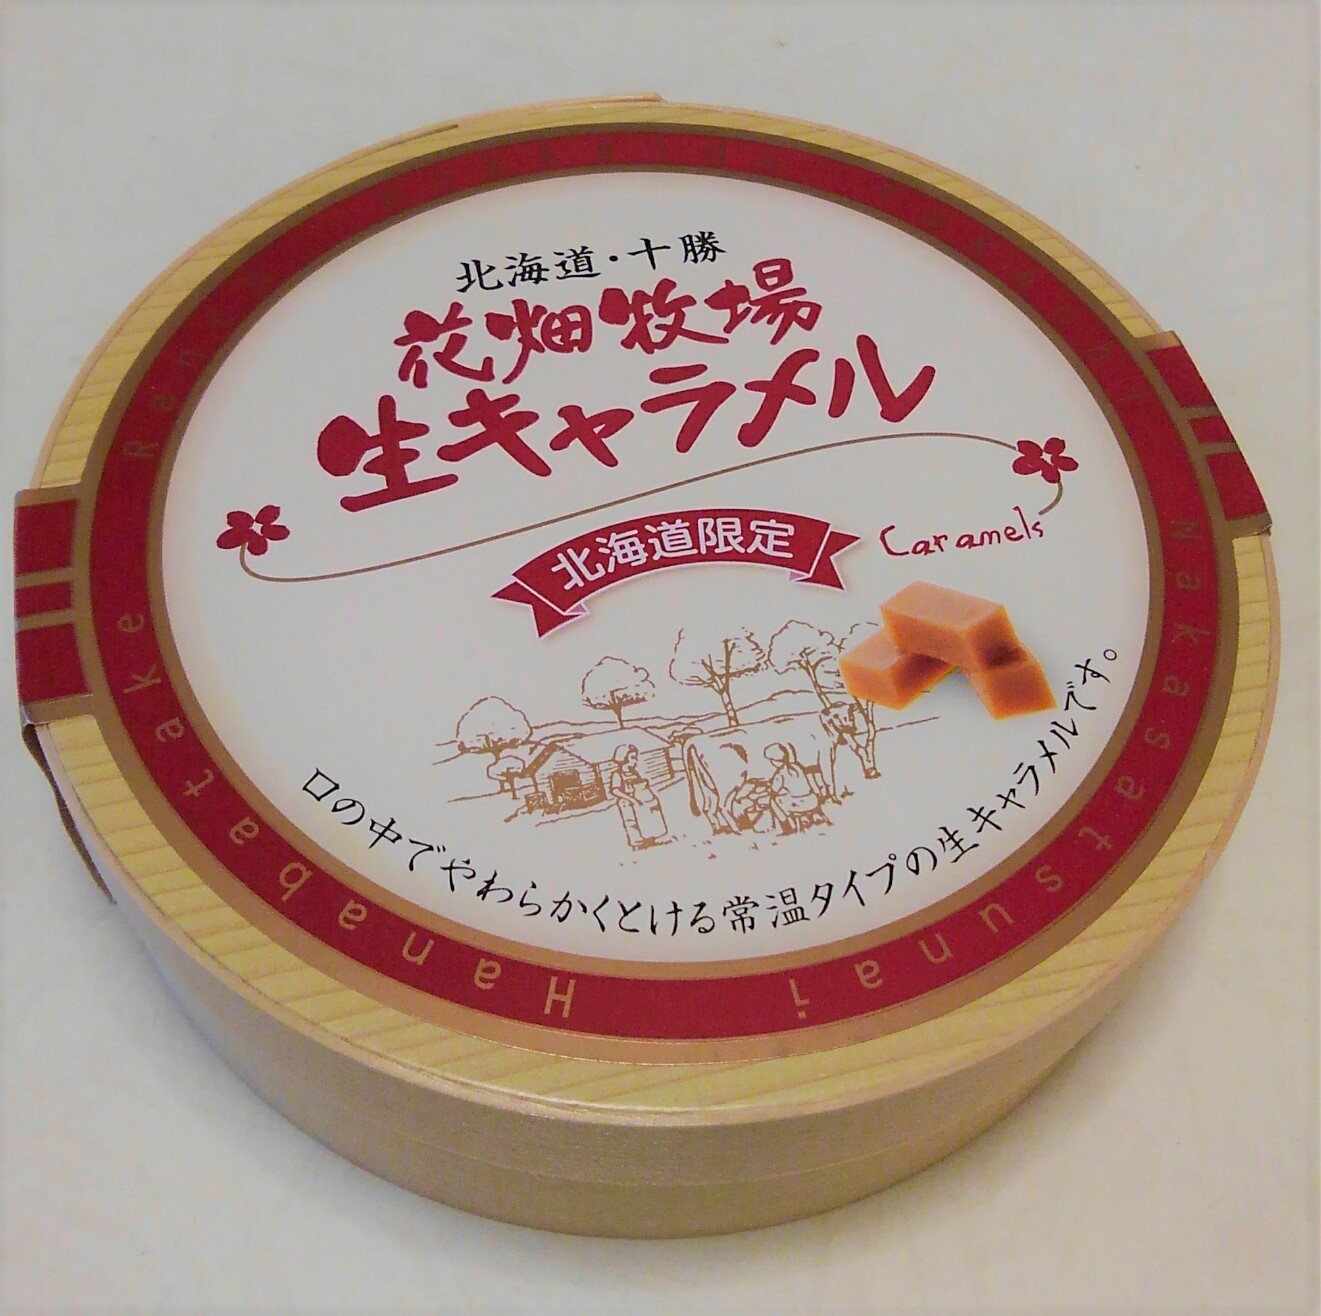 北海道・十勝
花畑牧場
生キャラメル
北海道限定
Caramels
口の中でやわらかくとける常温タイプの生キャラメルです。
Hanabatake
Nakasatsunai